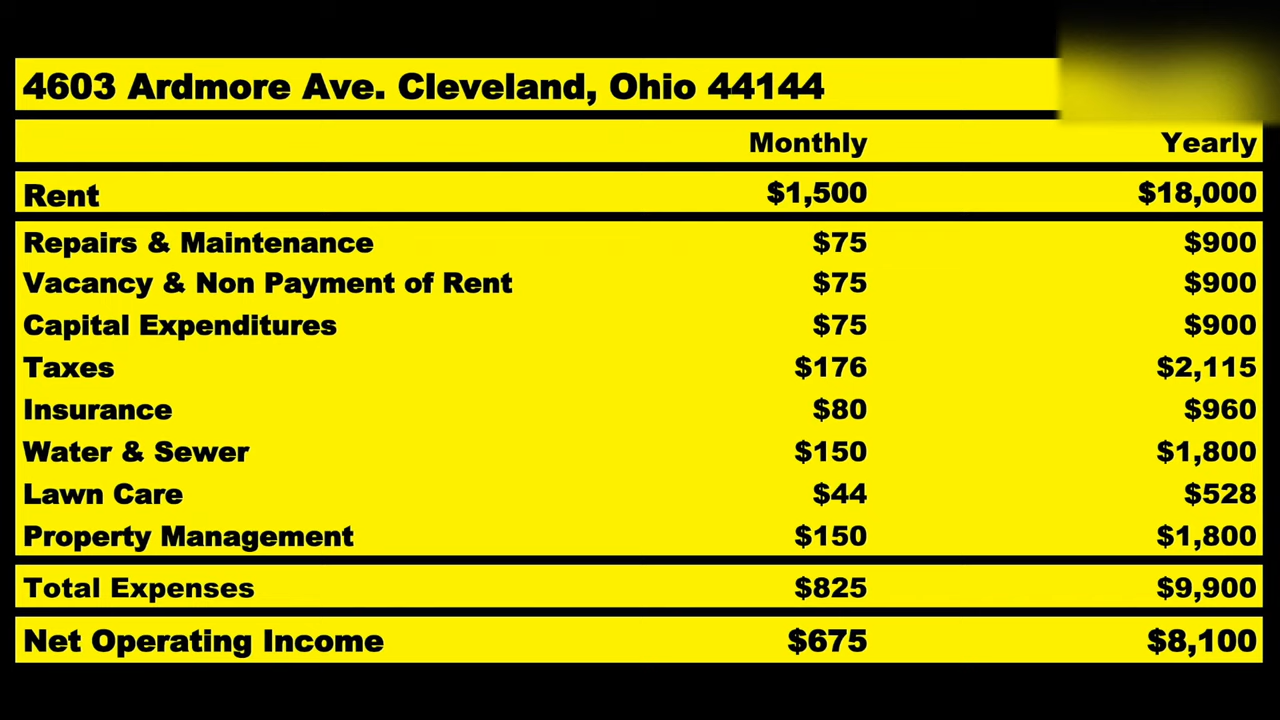 4603 Ardmore Ave. Cleveland, Ohio 44144
Monthly Yearly
Rent $1,500 $18,000
Repairs & Maintenance $75 $900
Vacancy & Non Payment of Rent $75 $900
Capital Expenditures $75 $900
Taxes $176 $2,115
Insurance $80 $960
Water & Sewer $150 $1,800
Lawn Care $44 $528
Property Management $150 $1,800
Total Expenses $825 $9,900
Net Operating Income $675 $8,100